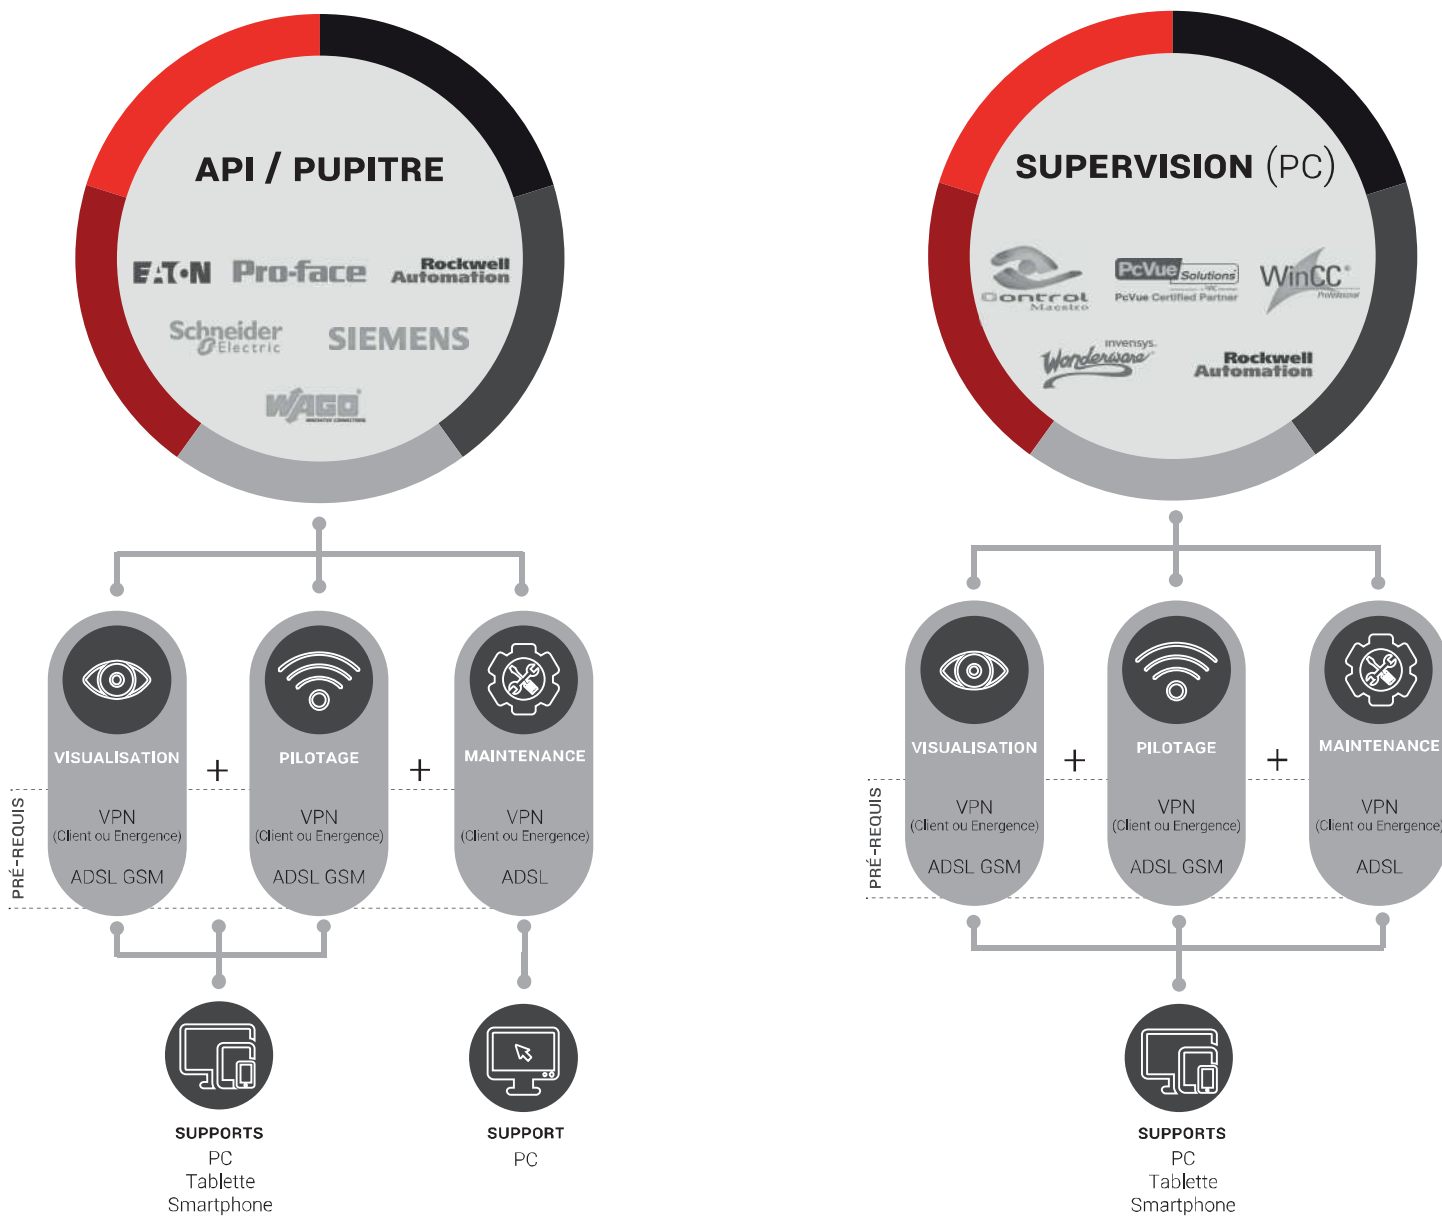 API / PUPITRE
EAT•N
Pro-face
Rockwell
Automation
Schneider
Electric
SIEMENS
WAGO
INNOVATIVE CONNECTIONS
VISUALISATION
+
PILOTAGE
+
MAINTENANCE
PRÉ-REQUIS
VPN
(Client ou Energence)
ADSL GSM
VPN
(Client ou Energence)
ADSL GSM
VPN
(Client ou Energence)
ADSL
SUPPORTS
PC
Tablette
Smartphone
SUPPORT
PC
SUPERVISION (PC)
Control
Maestro
PcVue Solutions
PcVue Certified Partner
WinCC®
Professional
invensys.
Wonderware
Rockwell
Automation
VISUALISATION
+
PILOTAGE
+
MAINTENANCE
PRÉ-REQUIS
VPN
(Client ou Energence)
ADSL GSM
VPN
(Client ou Energence)
ADSL GSM
VPN
(Client ou Energence)
ADSL
SUPPORTS
PC
Tablette
Smartphone